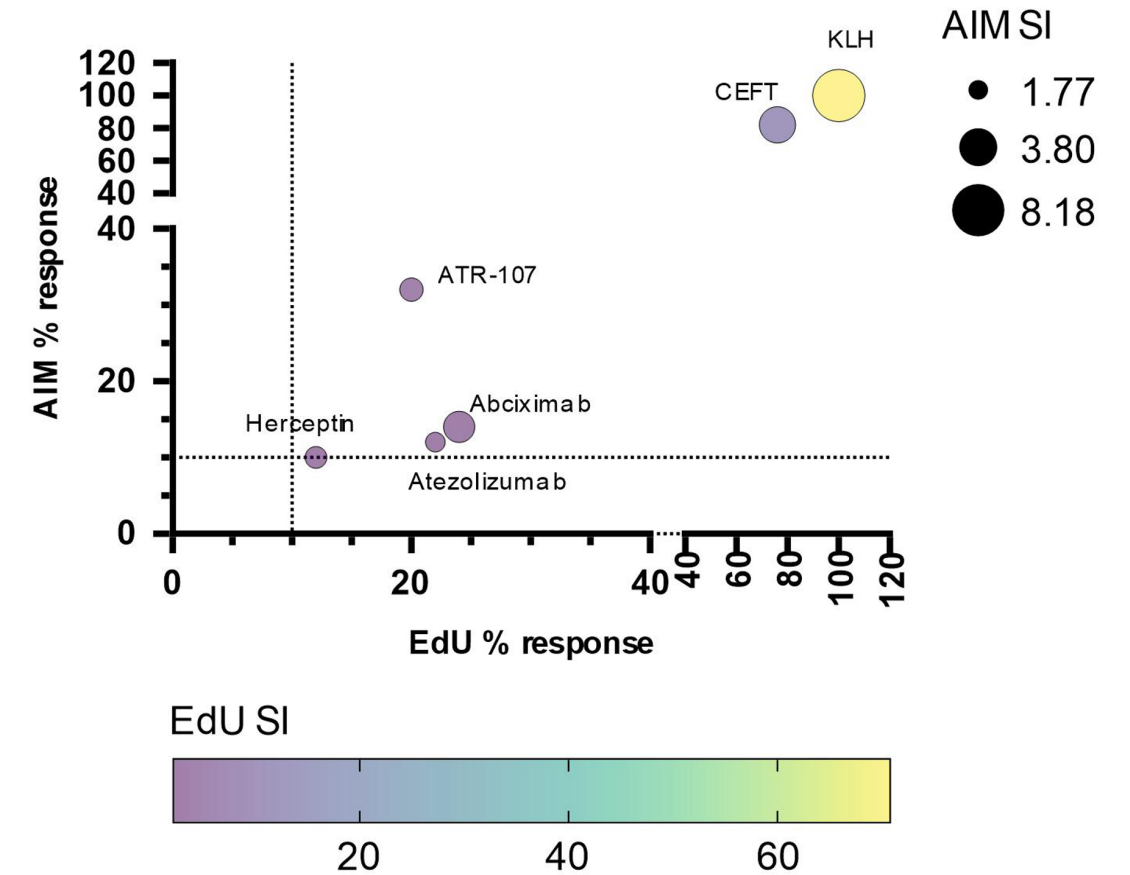 AIM SI
1.77
3.80
8.18
KLH
CEFT
ATR-107
Abciximab
Herceptin
Atezolizumab
AIM % response
120
100
80
60
40
40
20
0
0
20
40
40
60
80
100
120
EdU % response
EdU SI
20
40
60